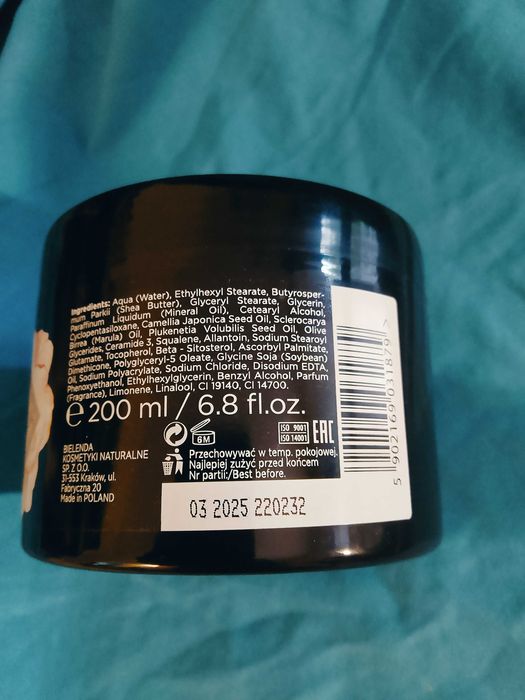 Ingredients: Aqua (Water), Ethylhexyl Stearate, Butyrosper-
mum Parkii (Shea Butter), Glyceryl Stearate, Glycerin,
Paraffinum Liquidum (Mineral Oil), Cetearyl Alcohol,
Cyclopentasiloxane, Camellia Japonica Seed Oil, Sclerocarya
Birrea (Marula) Oil, Plukenetia Volubilis Seed Oil, Olive
Glycerides, Ceramide 3, Squalene, Allantoin, Sodium Stearoyl
Glutamate, Tocopherol, Beta - Sitosterol, Ascorbyl Palmitate,
Dimethicone, Polyglyceryl-5 Oleate, Glycine Soja (Soybean)
Oil, Sodium Polyacrylate, Sodium Chloride, Disodium EDTA,
Phenoxyethanol, Ethylhexylglycerin, Benzyl Alcohol, Parfum
(Fragrance), Limonene, Linalool, CI 19140, CI 14700.
e 200 ml / 6.8 fl.oz.
6M
ISO 9001
ISO 14001
EAC
BIELENDA
KOSMETYKI NATURALNE
SP. Z O.O.
31-553 Kraków, ul.
Fabryczna 20
Made in POLAND
Przechowywać w temp. pokojowej.
Najlepiej zużyć przed końcem
Nr partii:/Best before.
03 2025 220232
5 902169 031879 >